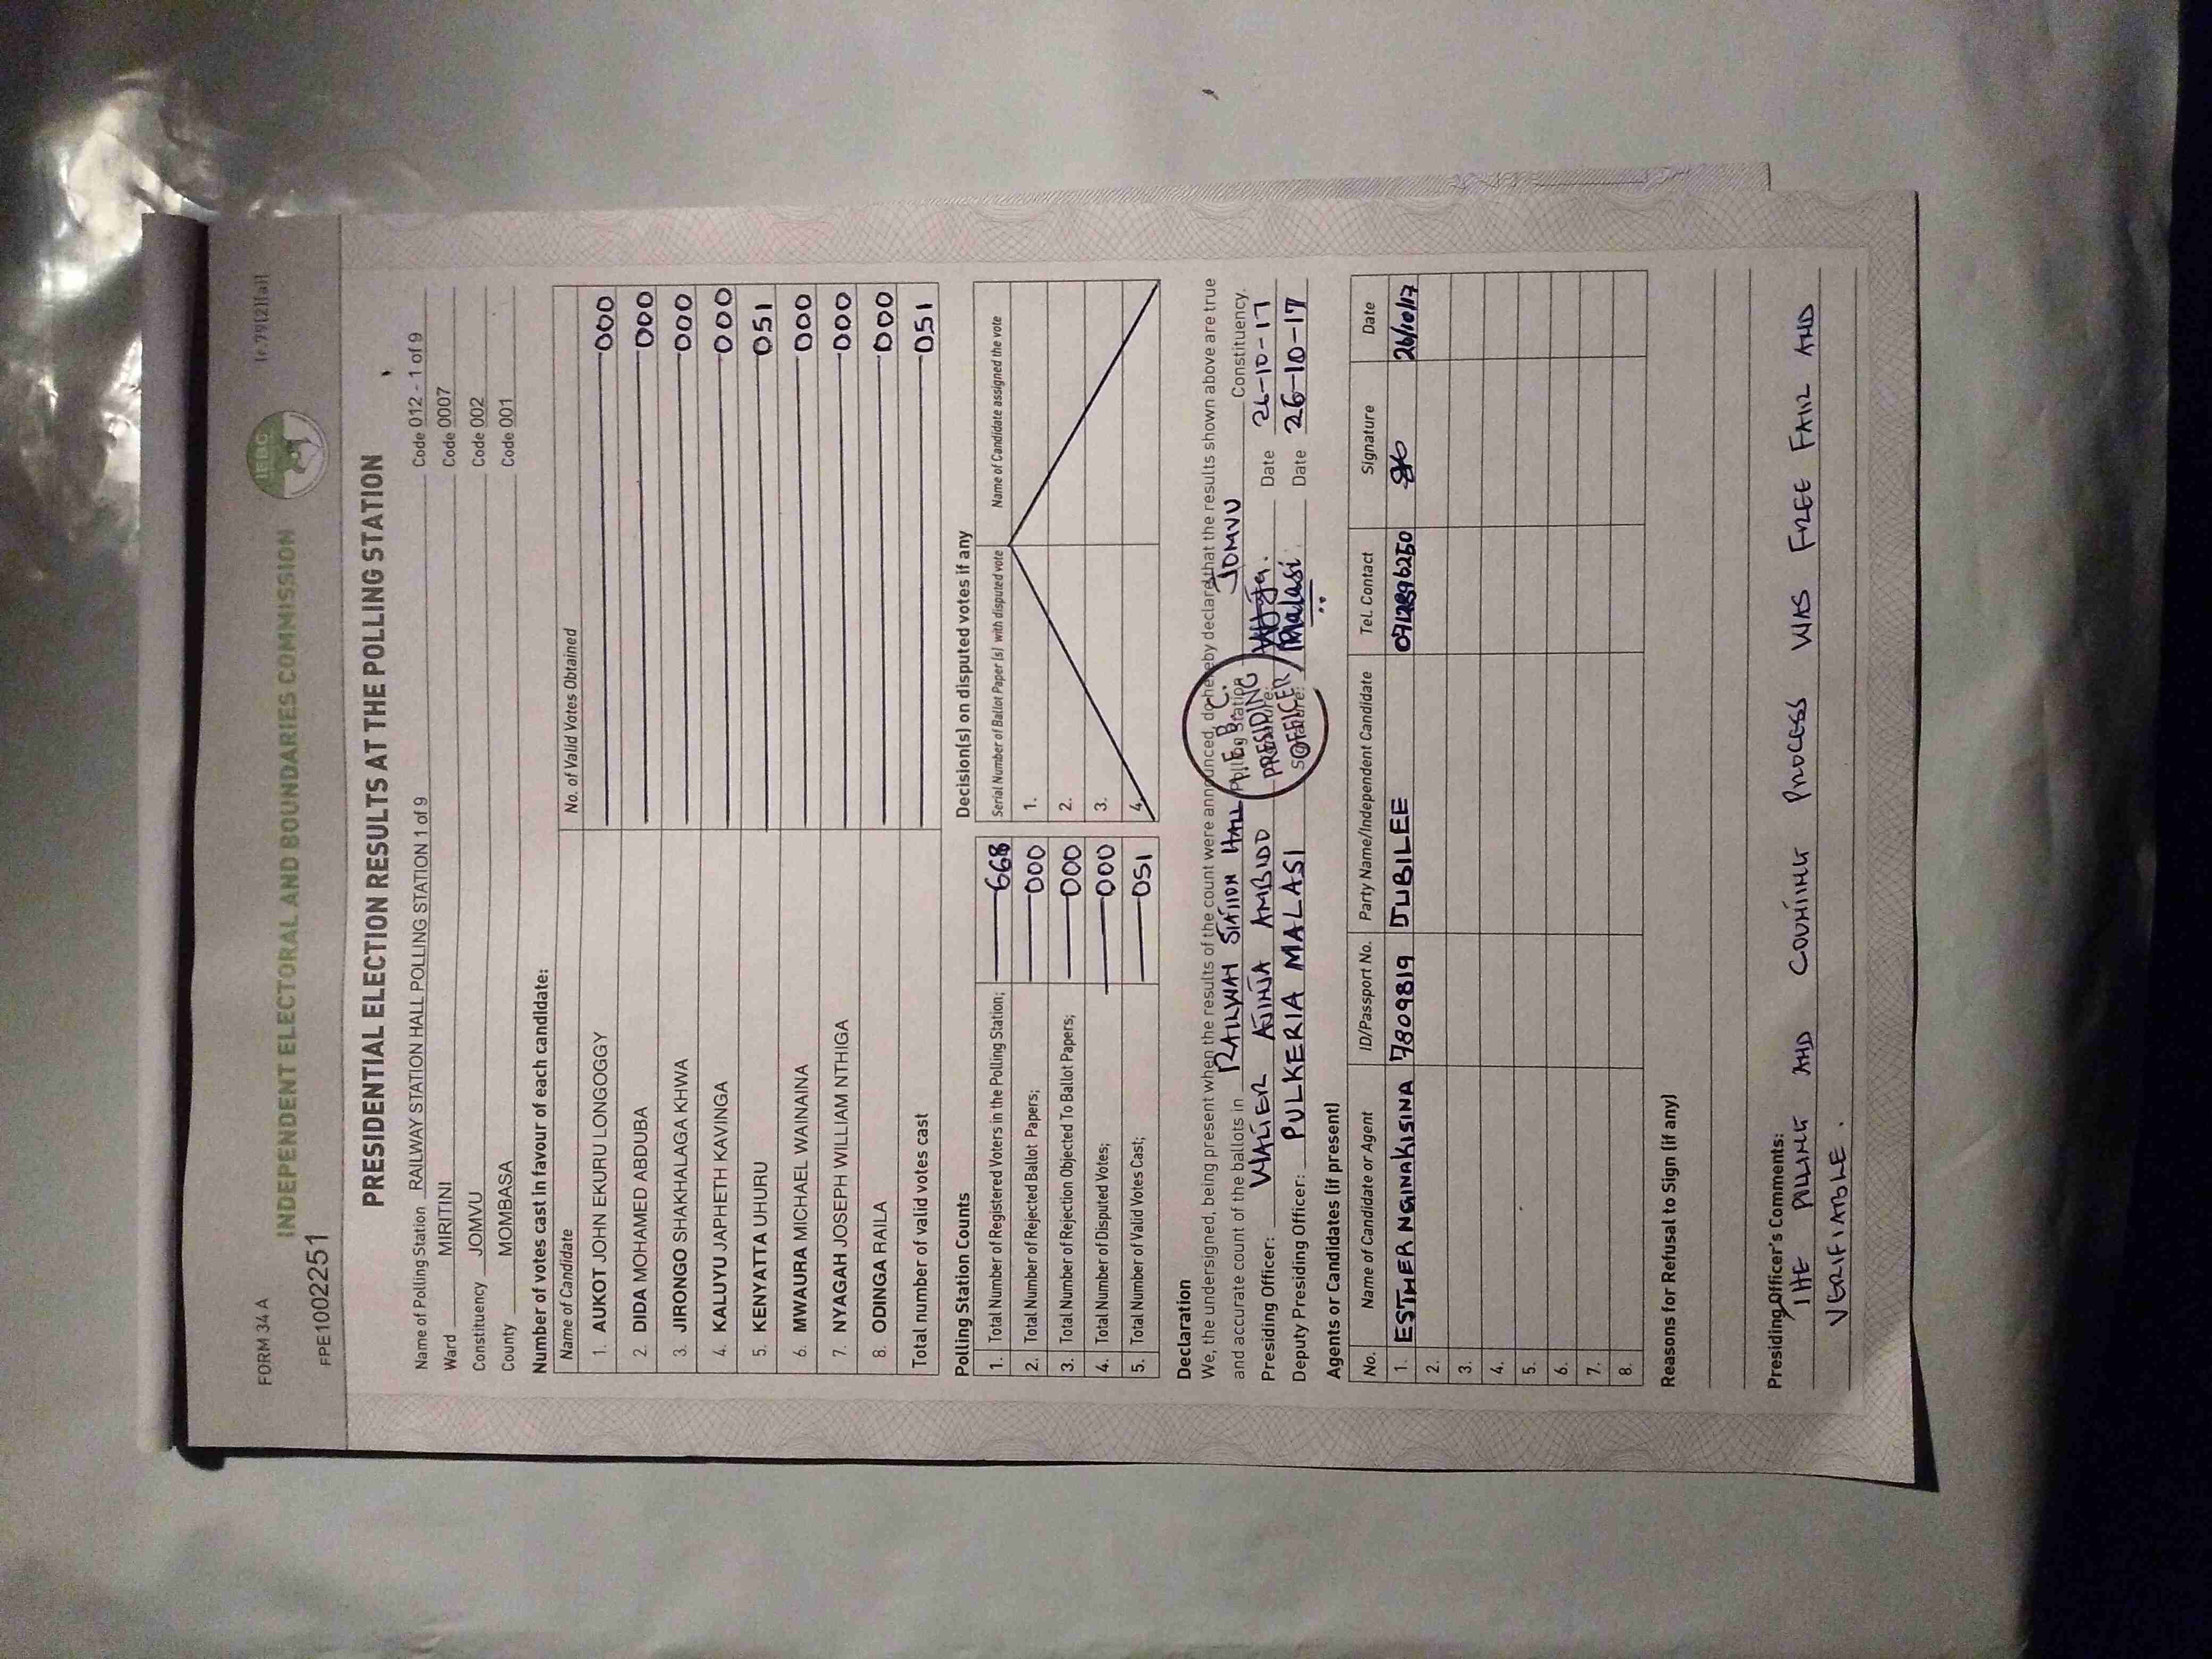 FORM 34 A
(r.79(2)(a))
INDEPENDENT ELECTORAL AND BOUNDARIES COMMISSION
IEBC
FPE1002251
PRESIDENTIAL ELECTION RESULTS AT THE POLLING STATION
Name of Polling Station RAILWAY STATION HALL POLLING STATION 1 of 9 Code 012 - 1 of 9
Ward MIRITINI Code 0007
Constituency JOMVU Code 002
County MOMBASA Code 001
Number of votes cast in favour of each candidate:
Name of Candidate No. of Valid Votes Obtained
1. AUKOT JOHN EKURU LONGOGGY 000
2. DIDA MOHAMED ABDUBA 000
3. JIRONGO SHAKHALAGA KHWA 000
4. KALUYU JAPHETH KAVINGA 000
5. KENYATTA UHURU 051
6. MWAURA MICHAEL WAINAINA 000
7. NYAGAH JOSEPH WILLIAM NTHIGA 000
8. ODINGA RAILA 000
Total number of valid votes cast 051
Polling Station Counts
1. Total Number of Registered Voters in the Polling Station; 668
2. Total Number of Rejected Ballot Papers; 000
3. Total Number of Rejection Objected To Ballot Papers; 000
4. Total Number of Disputed Votes; 000
5. Total Number of Valid Votes Cast; 051
Decision(s) on disputed votes if any
Serial Number of Ballot Paper (s) with disputed vote Name of Candidate assigned the vote
1.
2.
3.
4.
Declaration
We, the undersigned, being present when the results of the count were announced, do hereby declare that the results shown above are true
and accurate count of the ballots in RAILWAY STATION HALL Polling Station JOMVU Constituency.
Presiding Officer: WALTER AJINJA AMBIDO Signature: Date 26-10-17
Deputy Presiding Officer: PULKERIA MALASI Signature: Malasi Date 26-10-17
I.E.B.C.
PRESIDING
OFFICER
Agents or Candidates (if present)
No. Name of Candidate or Agent ID/Passport No. Party Name/Independent Candidate Tel. Contact Signature Date
1. ESTHER NGINAKISINA 7809819 JUBILEE 0712896250 26/10/17
2.
3.
4.
5.
6.
7.
8.
Reasons for Refusal to Sign (if any)
Presiding Officer's Comments:
THE POLLING AND COUNTING PROCESS WAS FREE FAIR AND
VERIFIABLE.